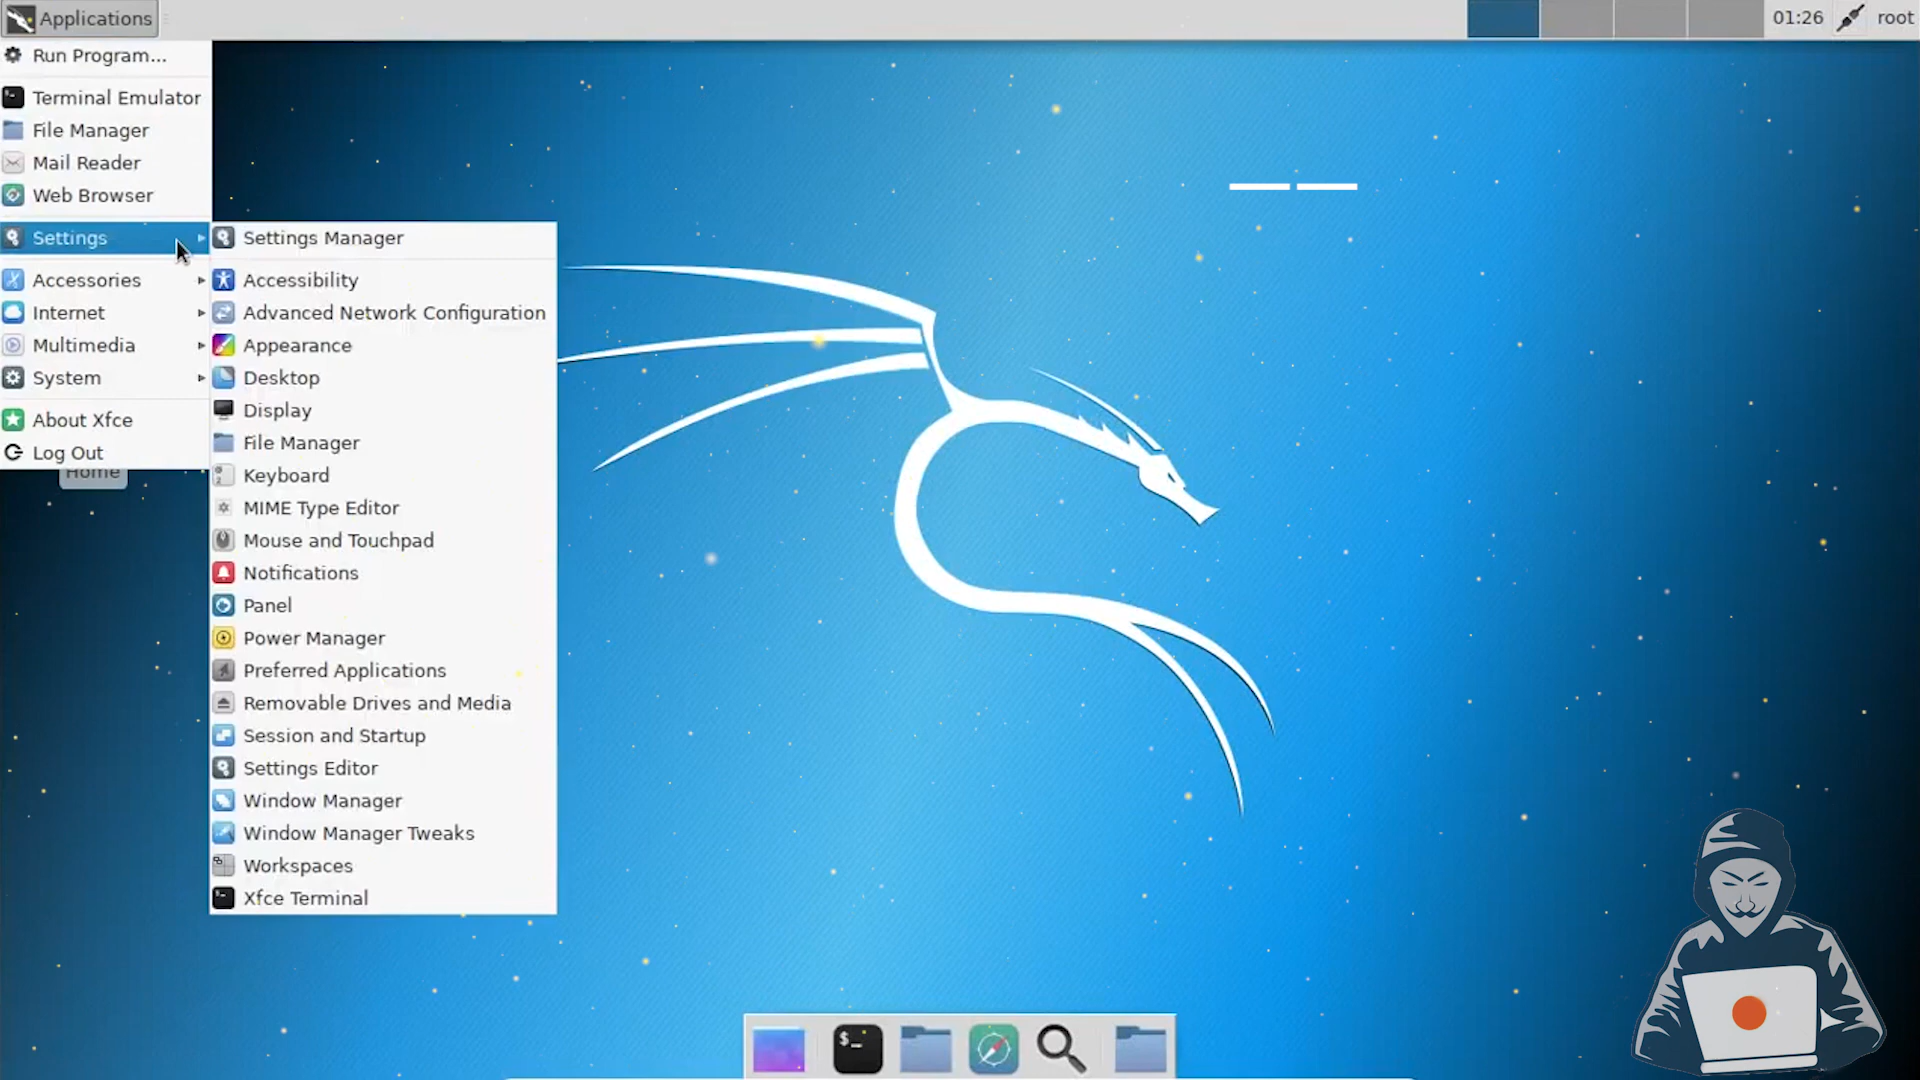 Applications
01:26
root
Run Program...
Terminal Emulator
File Manager
Mail Reader
Web Browser
Settings
Accessories
Internet
Multimedia
System
About Xfce
Log Out
Home
Settings Manager
Accessibility
Advanced Network Configuration
Appearance
Desktop
Display
File Manager
Keyboard
MIME Type Editor
Mouse and Touchpad
Notifications
Panel
Power Manager
Preferred Applications
Removable Drives and Media
Session and Startup
Settings Editor
Window Manager
Window Manager Tweaks
Workspaces
Xfce Terminal
$_